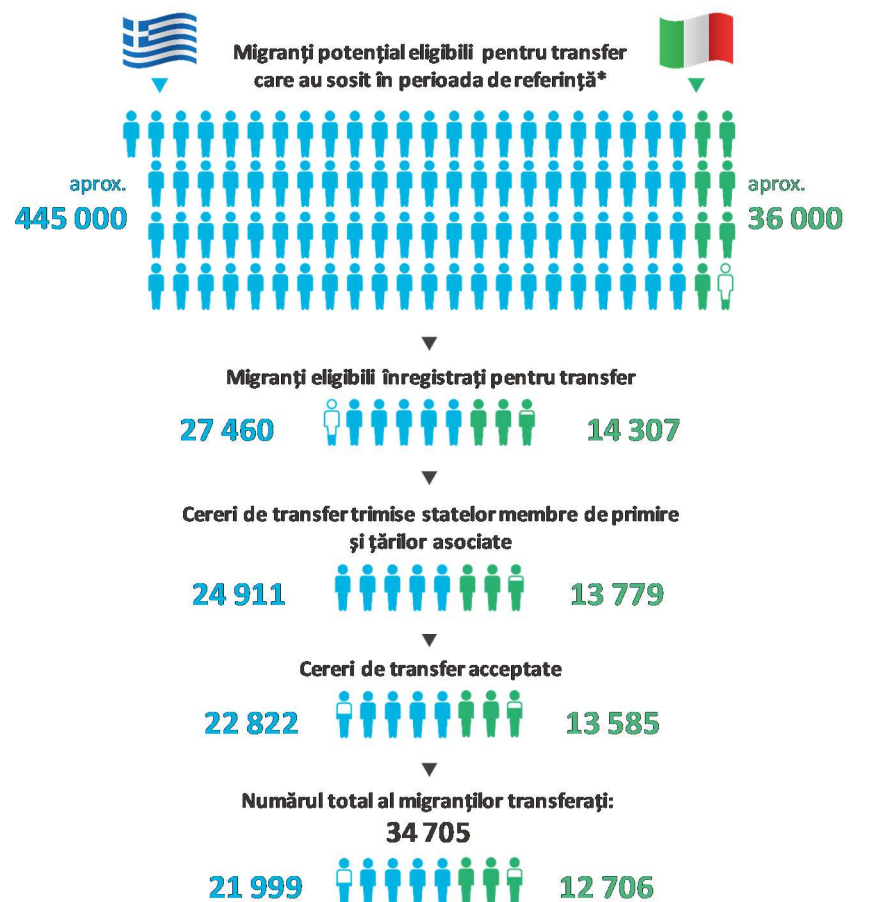 Migranți potențial eligibili pentru transfer
care au sosit în perioada de referință*
aprox.
445 000
aprox.
36 000
Migranți eligibili înregistrați pentru transfer
27 460
14 307
Cereri de transfer trimise statelor membre de primire
și țărilor asociate
24 911
13 779
Cereri de transfer acceptate
22 822
13 585
Numărul total al migranților transferați:
34 705
21 999
12 706